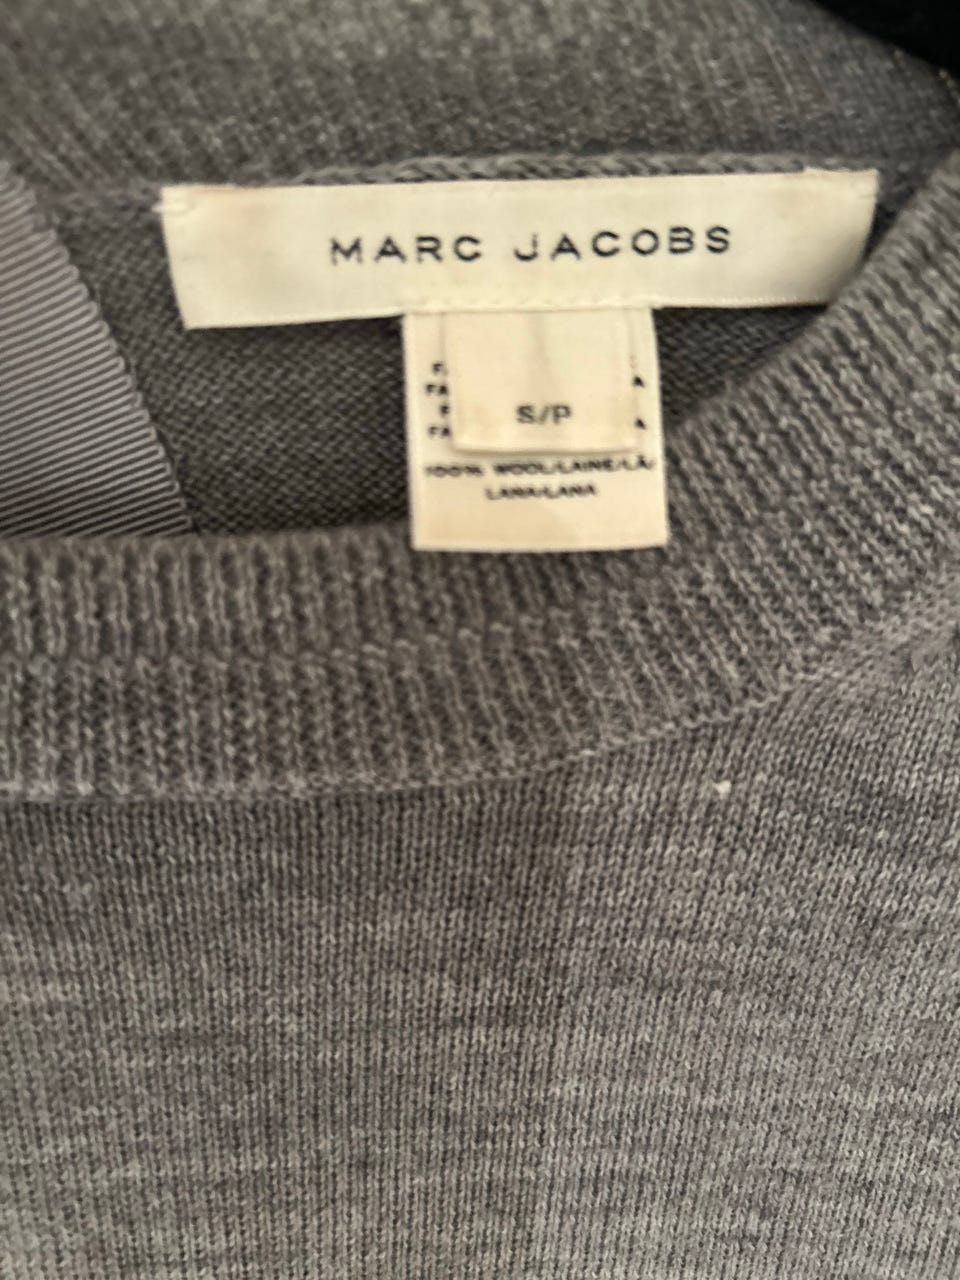 MARC JACOBS
S/P
100% WOOL/LAINE/LÃ/
LANA/LANA